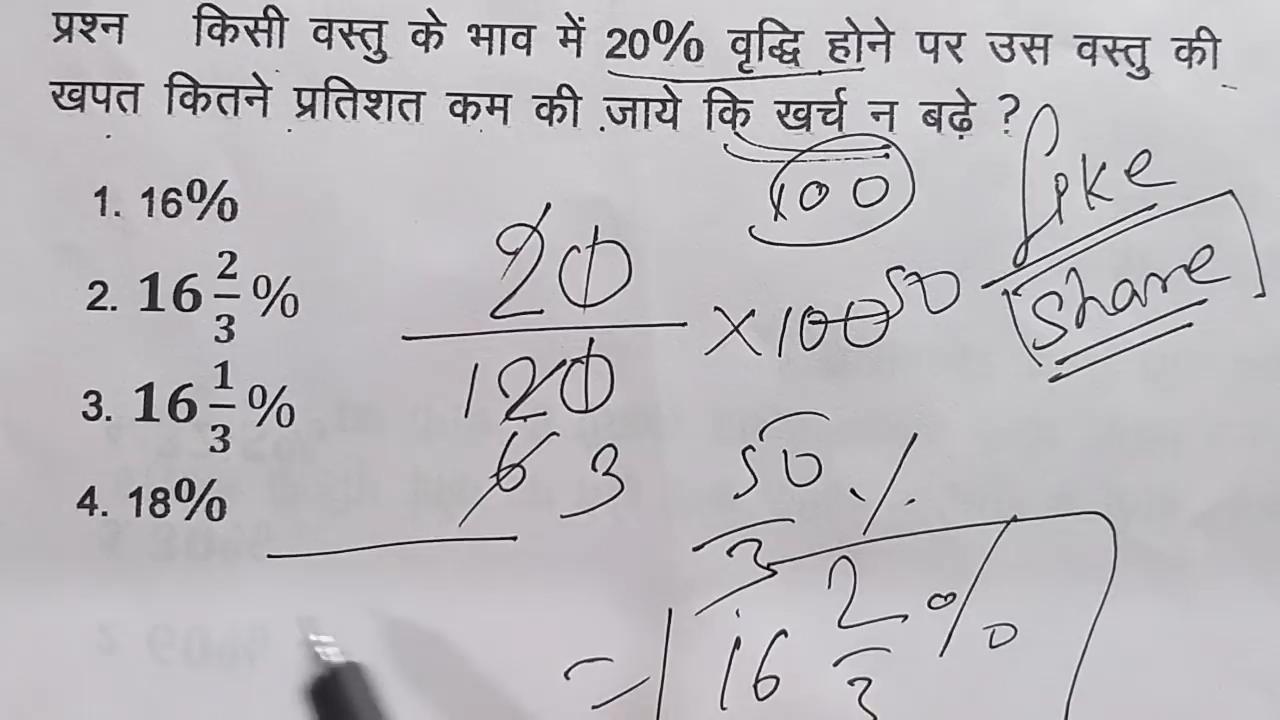 प्रश्न किसी वस्तु के भाव में 20% वृद्धि होने पर उस वस्तु की
खपत कितने प्रतिशत कम की जाये कि खर्च न बढ़े ?
100
Like
Share
1. 16%
2. 16 2/3 %
3. 16 1/3 %
4. 18%
20/120 × 100 50
6 3
50/3 %
= 16 2/3 %